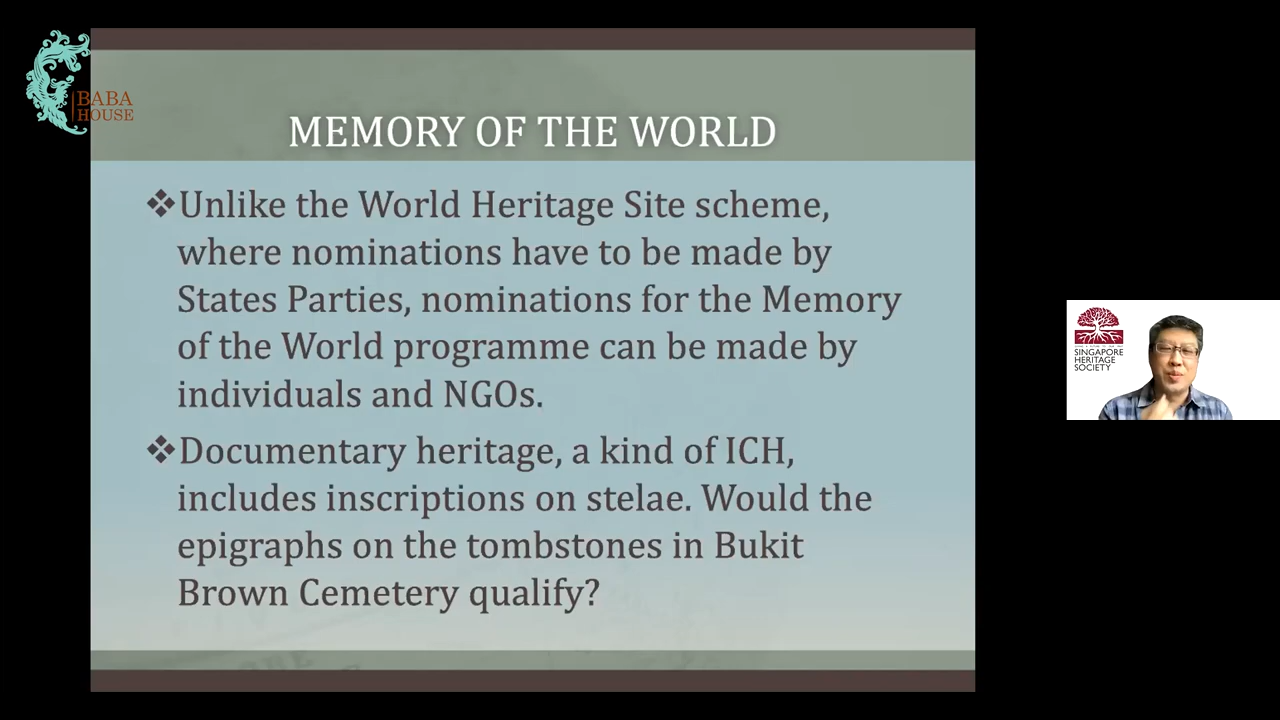 BABA
HOUSE
MEMORY OF THE WORLD
❖Unlike the World Heritage Site scheme,
where nominations have to be made by
States Parties, nominations for the Memory
of the World programme can be made by
individuals and NGOs.
❖Documentary heritage, a kind of ICH,
includes inscriptions on stelae. Would the
epigraphs on the tombstones in Bukit
Brown Cemetery qualify?
SINGAPORE
HERITAGE
SOCIETY